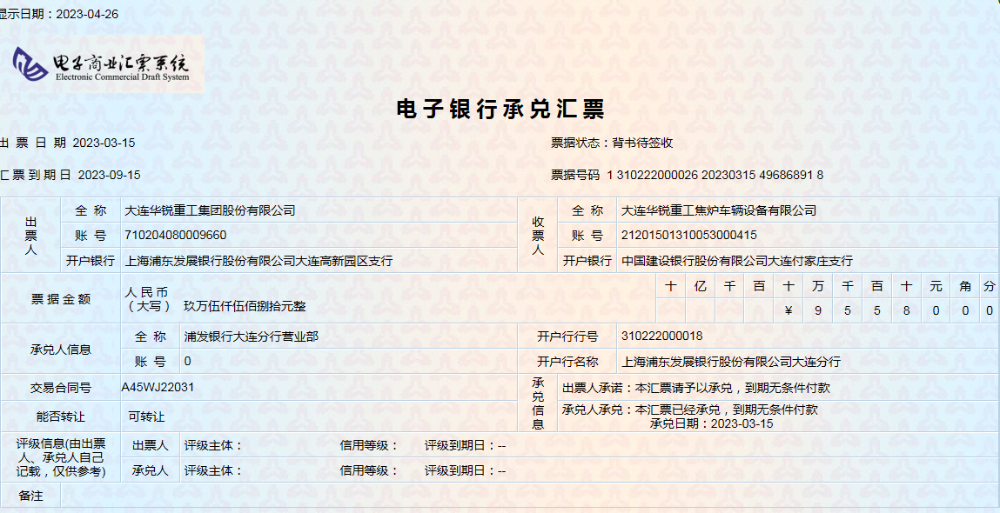 显示日期：2023-04-26
电子商业汇票系统
Electronic Commercial Draft System
电子银行承兑汇票
出票日期 2023-03-15
票据状态：背书待签收
汇票到期日 2023-09-15
票据号码 1 310222000026 20230315 49686891 8
出票人
全称 大连华锐重工集团股份有限公司
账号 710204080009660
开户银行 上海浦东发展银行股份有限公司大连高新园区支行
收票人
全称 大连华锐重工焦炉车辆设备有限公司
账号 21201501310053000415
开户银行 中国建设银行股份有限公司大连付家庄支行
票据金额
人民币
（大写） 玖万伍仟伍佰捌拾元整
十 亿 千 百 十 万 千 百 十 元 角 分
¥ 9 5 5 8 0 0 0
承兑人信息
全称 浦发银行大连分行营业部
账号 0
开户行行号 310222000018
开户行名称 上海浦东发展银行股份有限公司大连分行
交易合同号 A45WJ22031
能否转让 可转让
承兑信息
出票人承诺：本汇票请予以承兑，到期无条件付款
承兑人承兑：本汇票已经承兑，到期无条件付款
承兑日期：2023-03-15
评级信息(由出票
人、承兑人自己
记载，仅供参考)
出票人 评级主体： 信用等级： 评级到期日：--
承兑人 评级主体： 信用等级： 评级到期日：--
备注